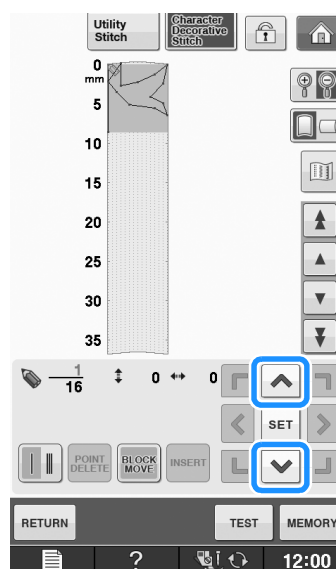 Utility Stitch
Character Decorative Stitch
0
mm
5
10
15
20
25
30
35
1
16
0
0
SET
POINT DELETE
BLOCK MOVE
INSERT
RETURN
TEST
MEMORY
?
12:00